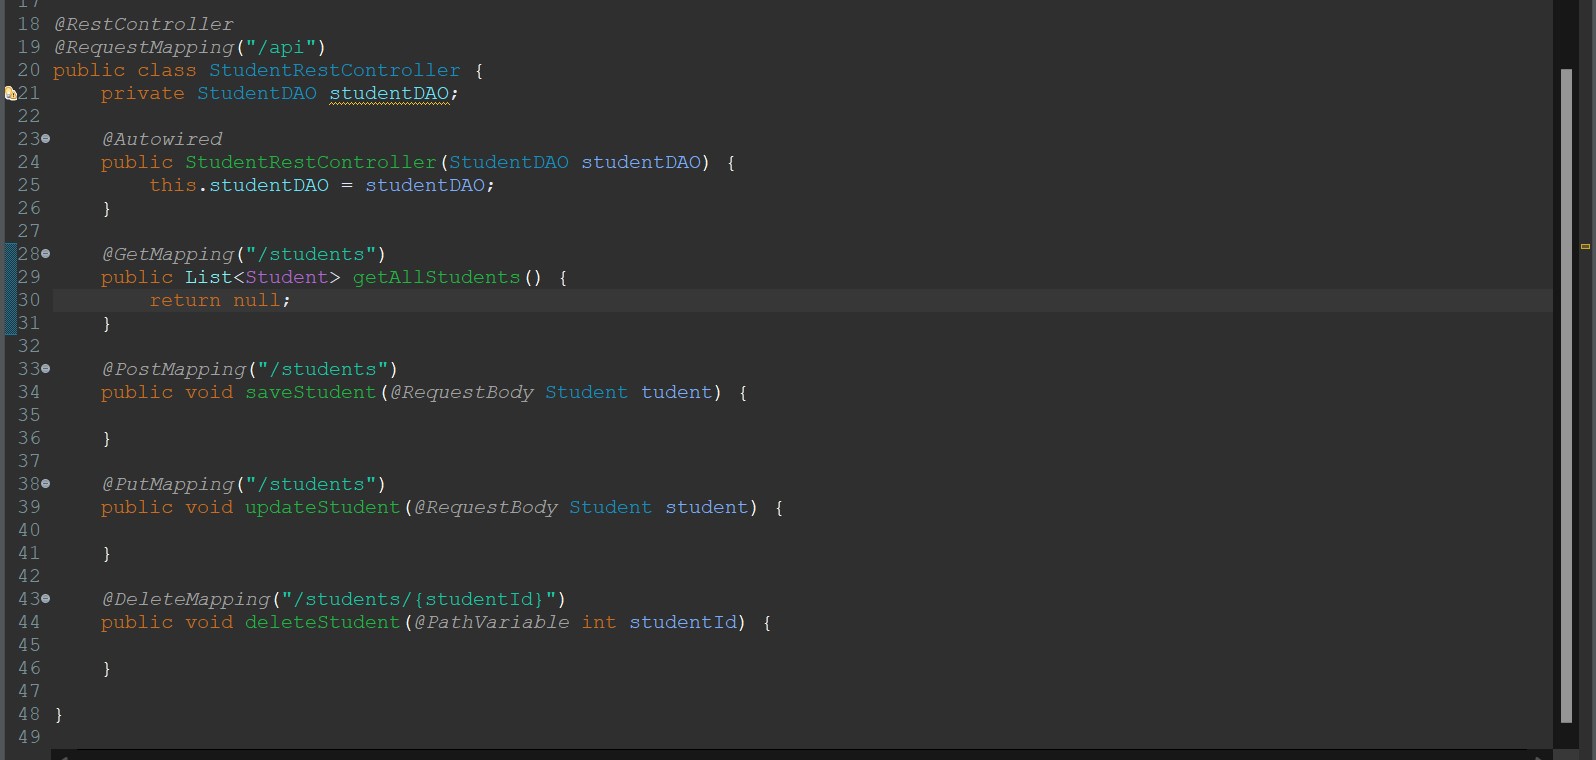 17
18 @RestController
19 @RequestMapping("/api")
20 public class StudentRestController {
21     private StudentDAO studentDAO;
22
23     @Autowired
24     public StudentRestController(StudentDAO studentDAO) {
25         this.studentDAO = studentDAO;
26     }
27
28     @GetMapping("/students")
29     public List<Student> getAllStudents() {
30         return null;
31     }
32
33     @PostMapping("/students")
34     public void saveStudent(@RequestBody Student tudent) {
35
36     }
37
38     @PutMapping("/students")
39     public void updateStudent(@RequestBody Student student) {
40
41     }
42
43     @DeleteMapping("/students/{studentId}")
44     public void deleteStudent(@PathVariable int studentId) {
45
46     }
47
48 }
49